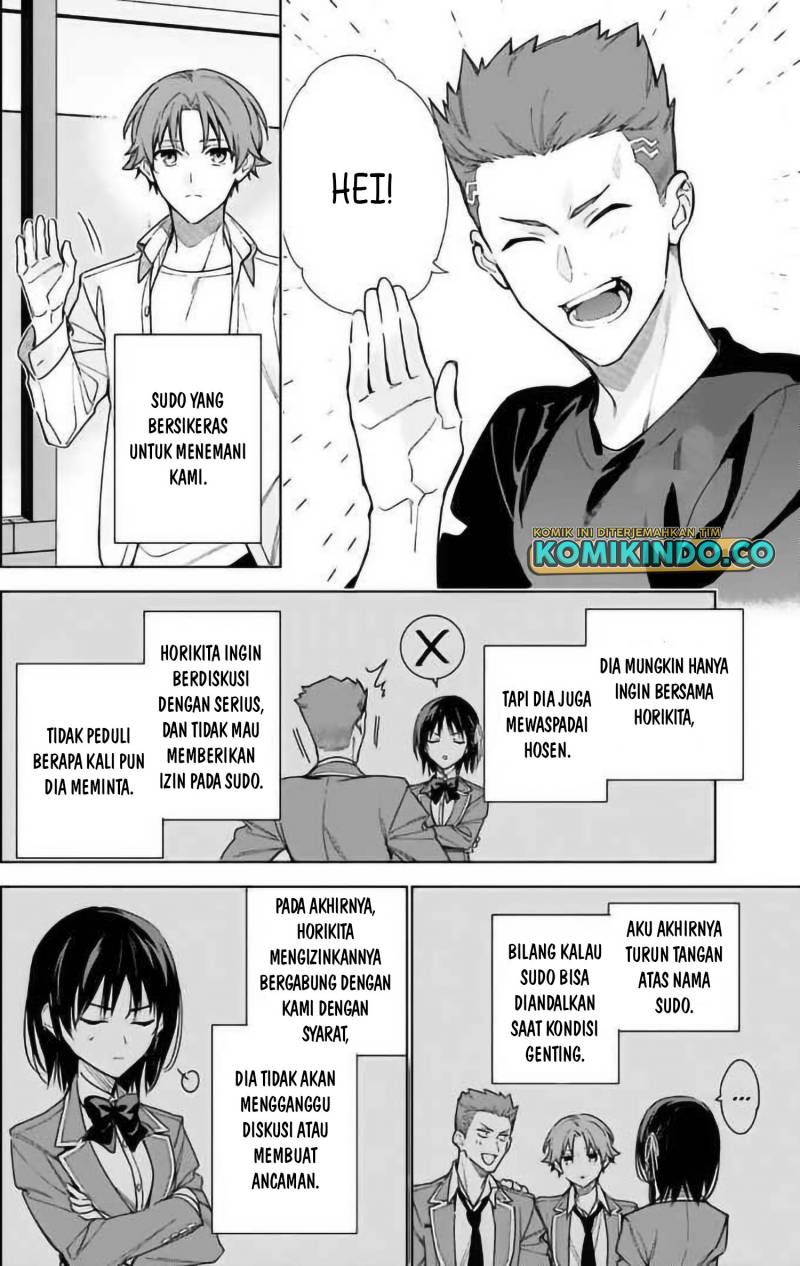 HEI!
SUDO YANG
BERSIKERAS
UNTUK MENEMANI
KAMI.
KOMIK INI DITERJEMAHKAN TIM
KOMIKINDO.CO
DIA MUNGKIN HANYA
INGIN BERSAMA
HORIKITA,
TAPI DIA JUGA
MEWASPADAI
HOSEN.
X
HORIKITA INGIN
BERDISKUSI
DENGAN SERIUS,
DAN TIDAK MAU
MEMBERIKAN
IZIN PADA SUDO.
TIDAK PEDULI
BERAPA KALI PUN
DIA MEMINTA.
AKU AKHIRNYA
TURUN TANGAN
ATAS NAMA
SUDO.
BILANG KALAU
SUDO BISA
DIANDALKAN
SAAT KONDISI
GENTING.
...
PADA AKHIRNYA,
HORIKITA
MENGIZINKANNYA
BERGABUNG DENGAN
KAMI DENGAN
SYARAT,
DIA TIDAK AKAN
MENGGANGGU
DISKUSI ATAU
MEMBUAT
ANCAMAN.